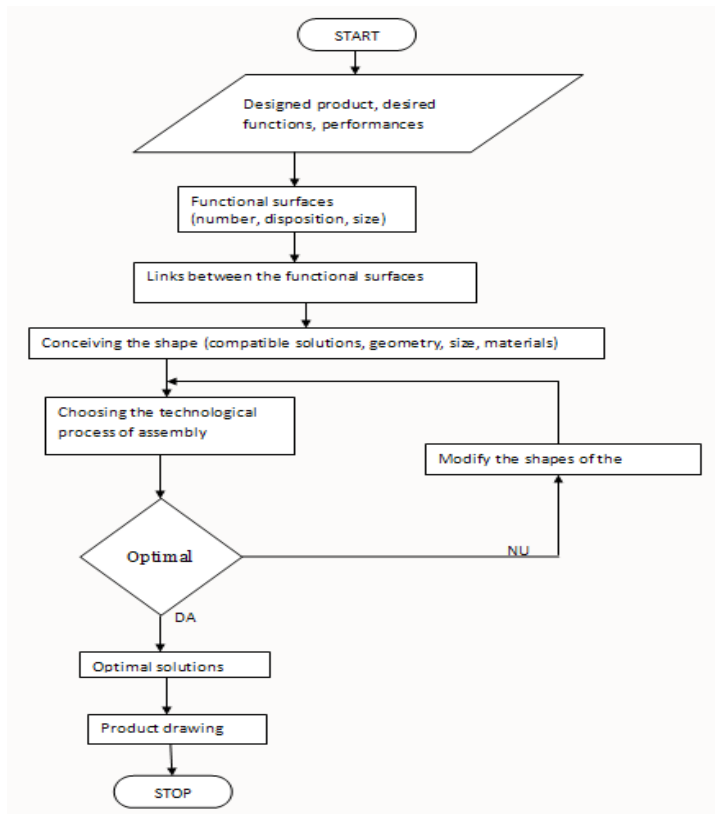 START
Designed product, desired
functions, performances
Functional surfaces
(number, disposition, size)
Links between the functional surfaces
Conceiving the shape (compatible solutions, geometry, size, materials)
Choosing the technological
process of assembly
Modify the shapes of the
Optimal
NU
DA
Optimal solutions
Product drawing
STOP